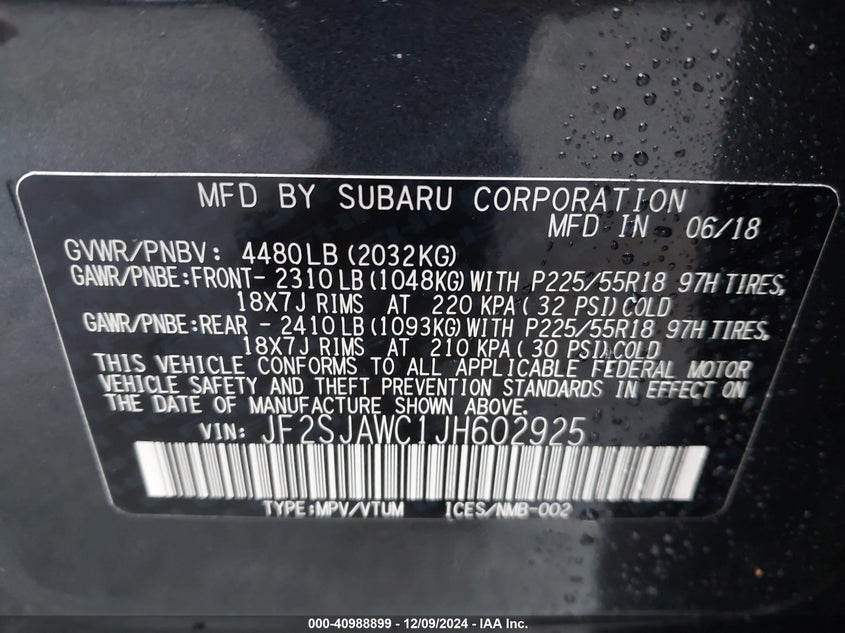 MFD BY SUBARU CORPORATION
MFD IN 06/18
GVWR/PNBV: 4480LB(2032KG)
GAWR/PNBE:FRONT- 2310LB(1048KG)WITH P225/55R18 97H TIRES,
18X7J RIMS AT 220 KPA(32 PSI)COLD
GAWR/PNBE:REAR - 2410LB(1093KG)WITH P225/55R18 97H TIRES,
18X7J RIMS AT 210 KPA(30 PSI)COLD
THIS VEHICLE CONFORMS TO ALL APPLICABLE FEDERAL MOTOR
VEHICLE SAFETY AND THEFT PREVENTION STANDARDS IN EFFECT ON
THE DATE OF MANUFACTURE SHOWN ABOVE.
VIN: JF2SJAWC1JH602925
TYPE:MPV/VTUM ICES/NMB-002
000-40988899 - 12/09/2024 - IAA Inc.